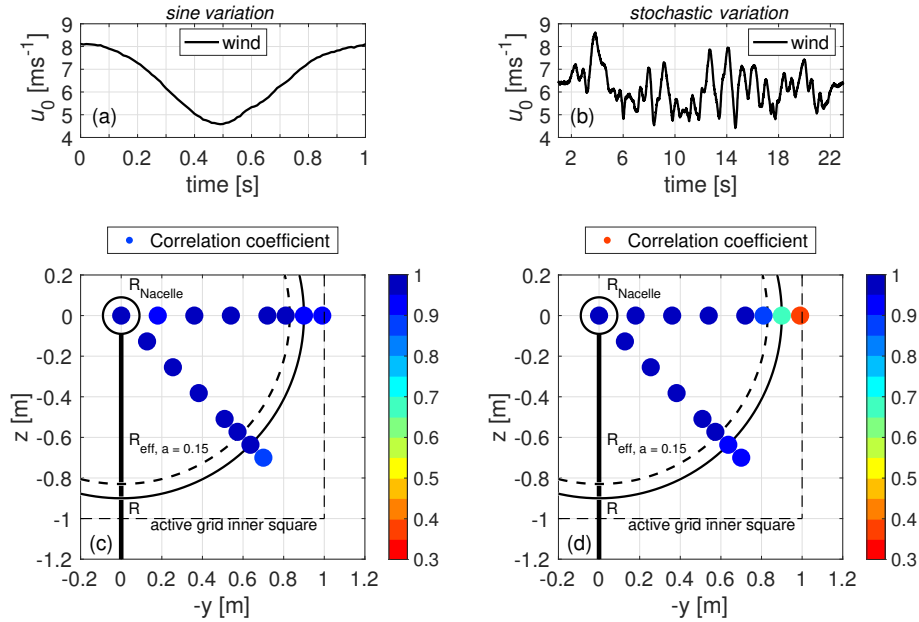 sine variation
stochastic variation
9
8
7
6
5
4
u0 [ms-1]
wind
(a)
0 0.2 0.4 0.6 0.8 1
time [s]
9
8
7
6
5
4
u0 [ms-1]
wind
(b)
2 6 10 14 18 22
time [s]
Correlation coefficient
0.2
0
-0.2
-0.4
-0.6
-0.8
-1
-1.2
z [m]
RNacelle
Reff, a = 0.15
R
active grid inner square
(c)
-0.2 0 0.2 0.4 0.6 0.8 1 1.2
-y [m]
1
0.9
0.8
0.7
0.6
0.5
0.4
0.3
Correlation coefficient
0.2
0
-0.2
-0.4
-0.6
-0.8
-1
-1.2
z [m]
RNacelle
Reff, a = 0.15
R
active grid inner square
(d)
-0.2 0 0.2 0.4 0.6 0.8 1 1.2
-y [m]
1
0.9
0.8
0.7
0.6
0.5
0.4
0.3